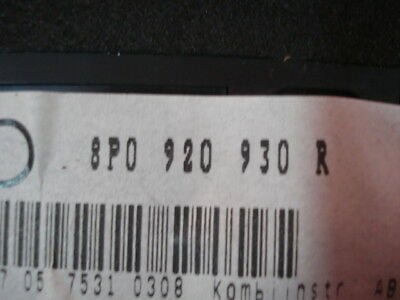 8P0 920 930 R
7 05 7531 0308 Kombiinstr. AB